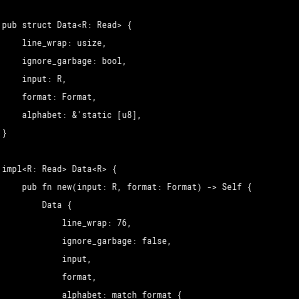 pub struct Data<R: Read> {
    line_wrap: usize,
    ignore_garbage: bool,
    input: R,
    format: Format,
    alphabet: &'static [u8],
}

impl<R: Read> Data<R> {
    pub fn new(input: R, format: Format) -> Self {
        Data {
            line_wrap: 76,
            ignore_garbage: false,
            input,
            format,
            alphabet: match format {